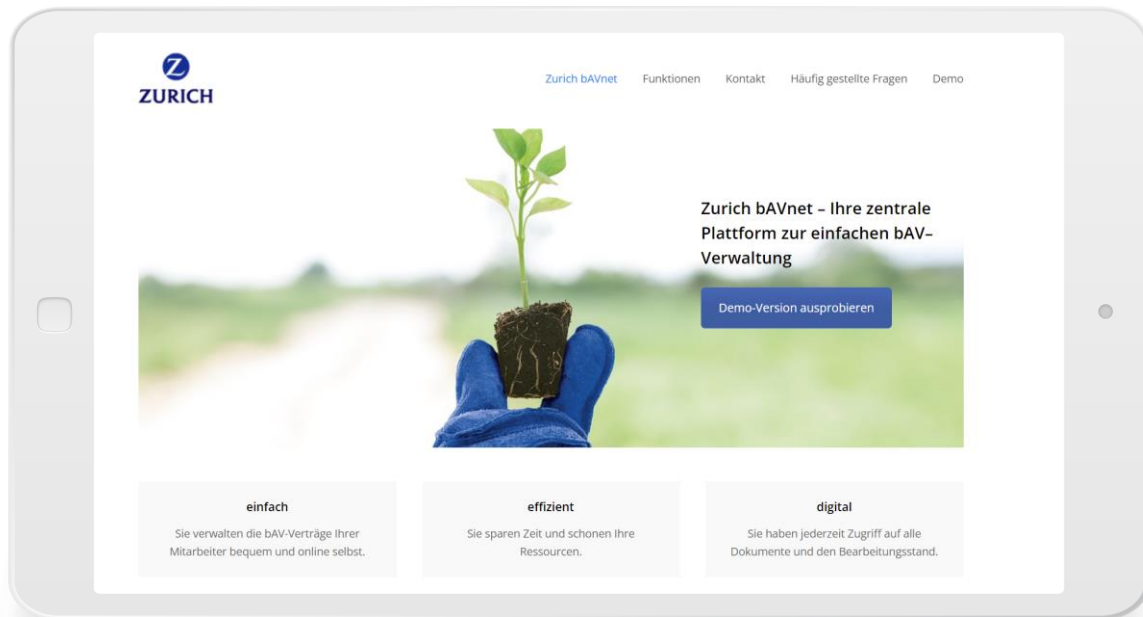 ZURICH
Zurich bAVnet Funktionen Kontakt Häufig gestellte Fragen Demo
Zurich bAVnet – Ihre zentrale
Plattform zur einfachen bAV–
Verwaltung
Demo-Version ausprobieren
einfach
Sie verwalten die bAV-Verträge Ihrer
Mitarbeiter bequem und online selbst.
effizient
Sie sparen Zeit und schonen Ihre
Ressourcen.
digital
Sie haben jederzeit Zugriff auf alle
Dokumente und den Bearbeitungsstand.